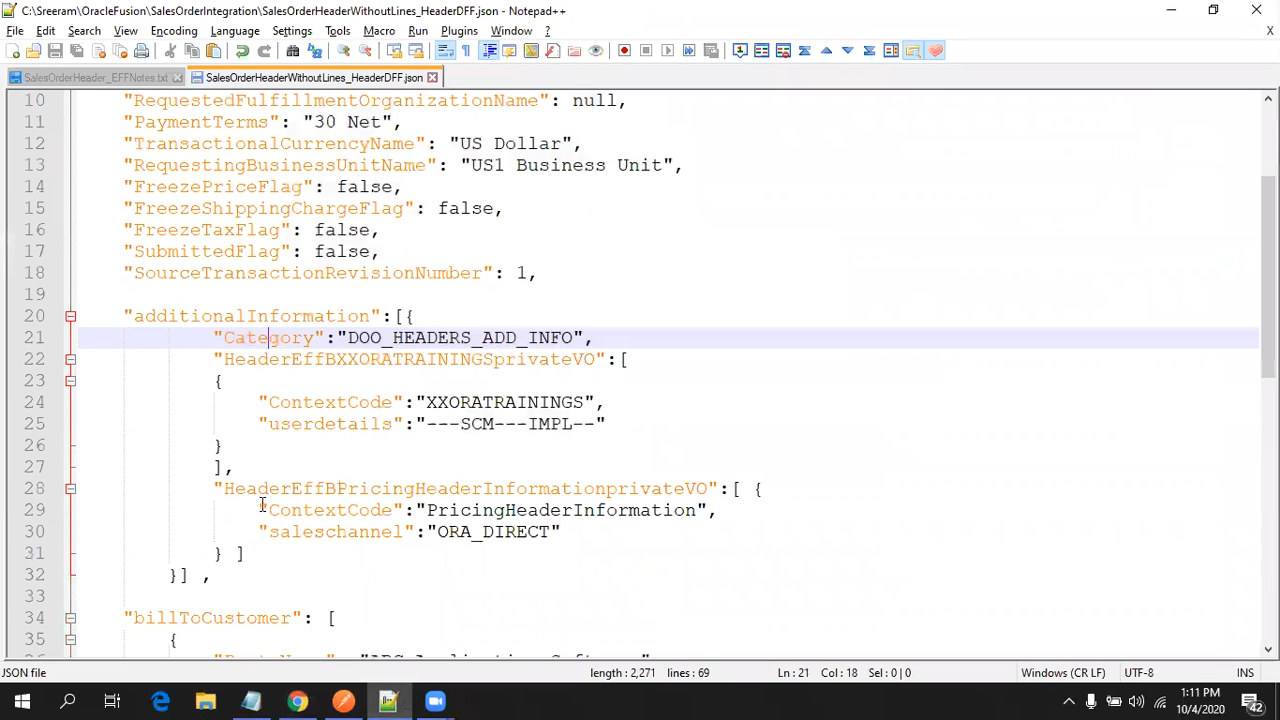 C:\Sreeram\OracleFusion\SalesOrderIntegration\SalesOrderHeaderWithoutLines_HeaderDFF.json - Notepad++
File Edit Search View Encoding Language Settings Tools Macro Run Plugins Window ? X
SalesOrderHeader_EFFNotes.txt SalesOrderHeaderWithoutLines_HeaderDFF.json
10 "RequestedFulfillmentOrganizationName": null,
11 "PaymentTerms": "30 Net",
12 "TransactionalCurrencyName": "US Dollar",
13 "RequestingBusinessUnitName": "US1 Business Unit",
14 "FreezePriceFlag": false,
15 "FreezeShippingChargeFlag": false,
16 "FreezeTaxFlag": false,
17 "SubmittedFlag": false,
18 "SourceTransactionRevisionNumber": 1,
19
20 "additionalInformation":[{
21 "Category":"DOO_HEADERS_ADD_INFO",
22 "HeaderEffBXXORATRAININGSprivateVO":[
23 {
24 "ContextCode":"XXORATRAININGS",
25 "userdetails":"---SCM---IMPL--"
26 }
27 ],
28 "HeaderEffBPricingHeaderInformationprivateVO":[ {
29 "ContextCode":"PricingHeaderInformation",
30 "saleschannel":"ORA_DIRECT"
31 } ]
32 }] ,
33
34 "billToCustomer": [
35 {
JSON file length : 2,271 lines : 69 Ln : 21 Col : 18 Sel : 0 | 0 Windows (CR LF) UTF-8 INS
1:11 PM
10/4/2020
42